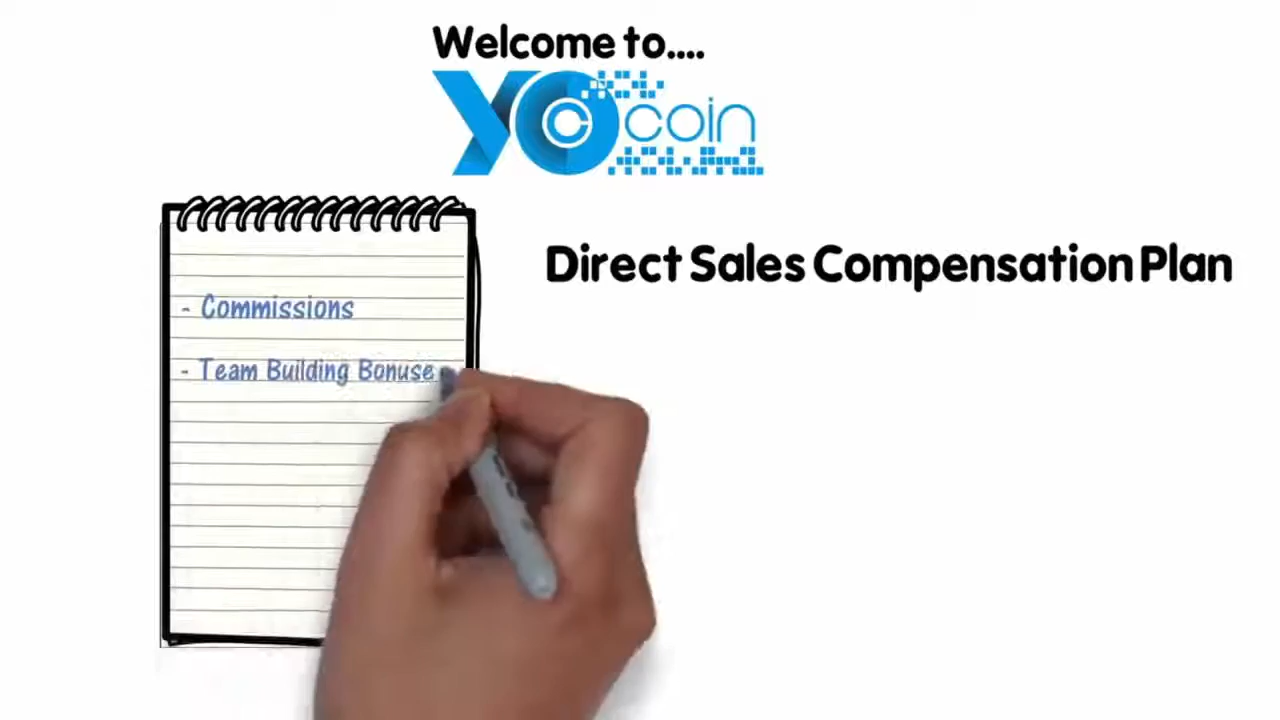 Welcome to....
YOcoin
Direct Sales Compensation Plan
- Commissions
- Team Building Bonuse